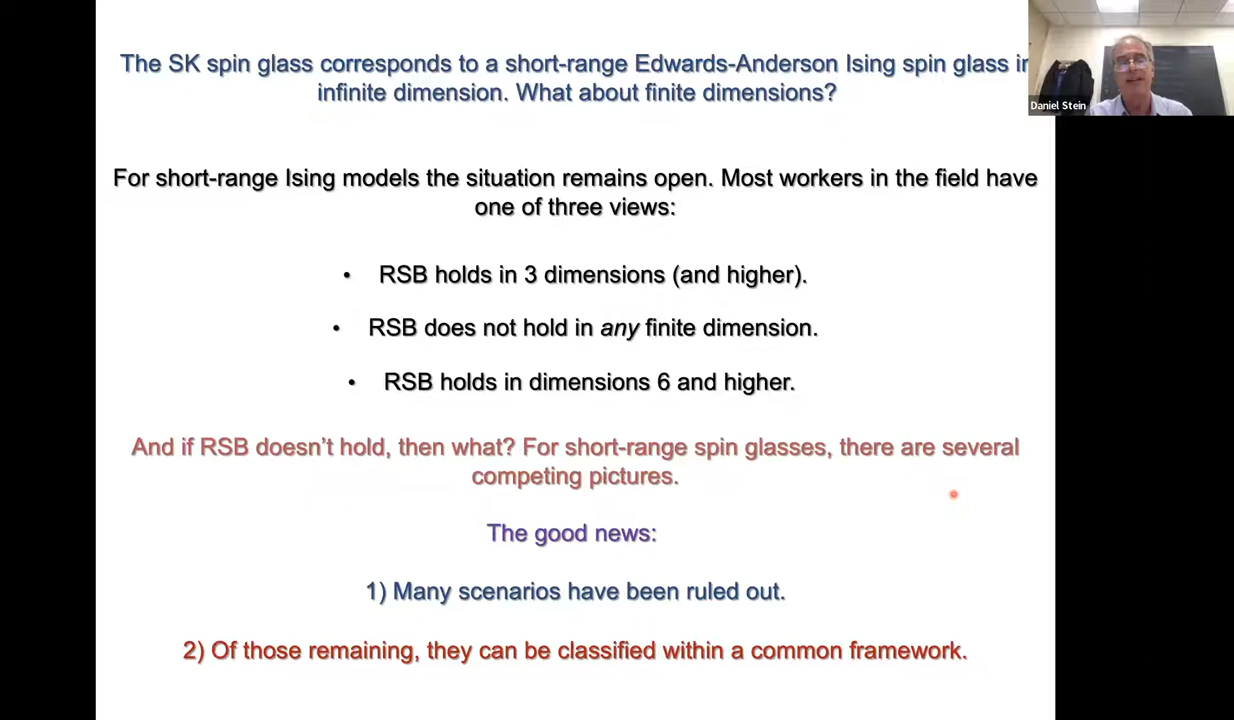 The SK spin glass corresponds to a short-range Edwards-Anderson Ising spin glass in
infinite dimension. What about finite dimensions?
Daniel Stein
For short-range Ising models the situation remains open. Most workers in the field have
one of three views:
• RSB holds in 3 dimensions (and higher).
• RSB does not hold in any finite dimension.
• RSB holds in dimensions 6 and higher.
And if RSB doesn't hold, then what? For short-range spin glasses, there are several
competing pictures.
The good news:
1) Many scenarios have been ruled out.
2) Of those remaining, they can be classified within a common framework.